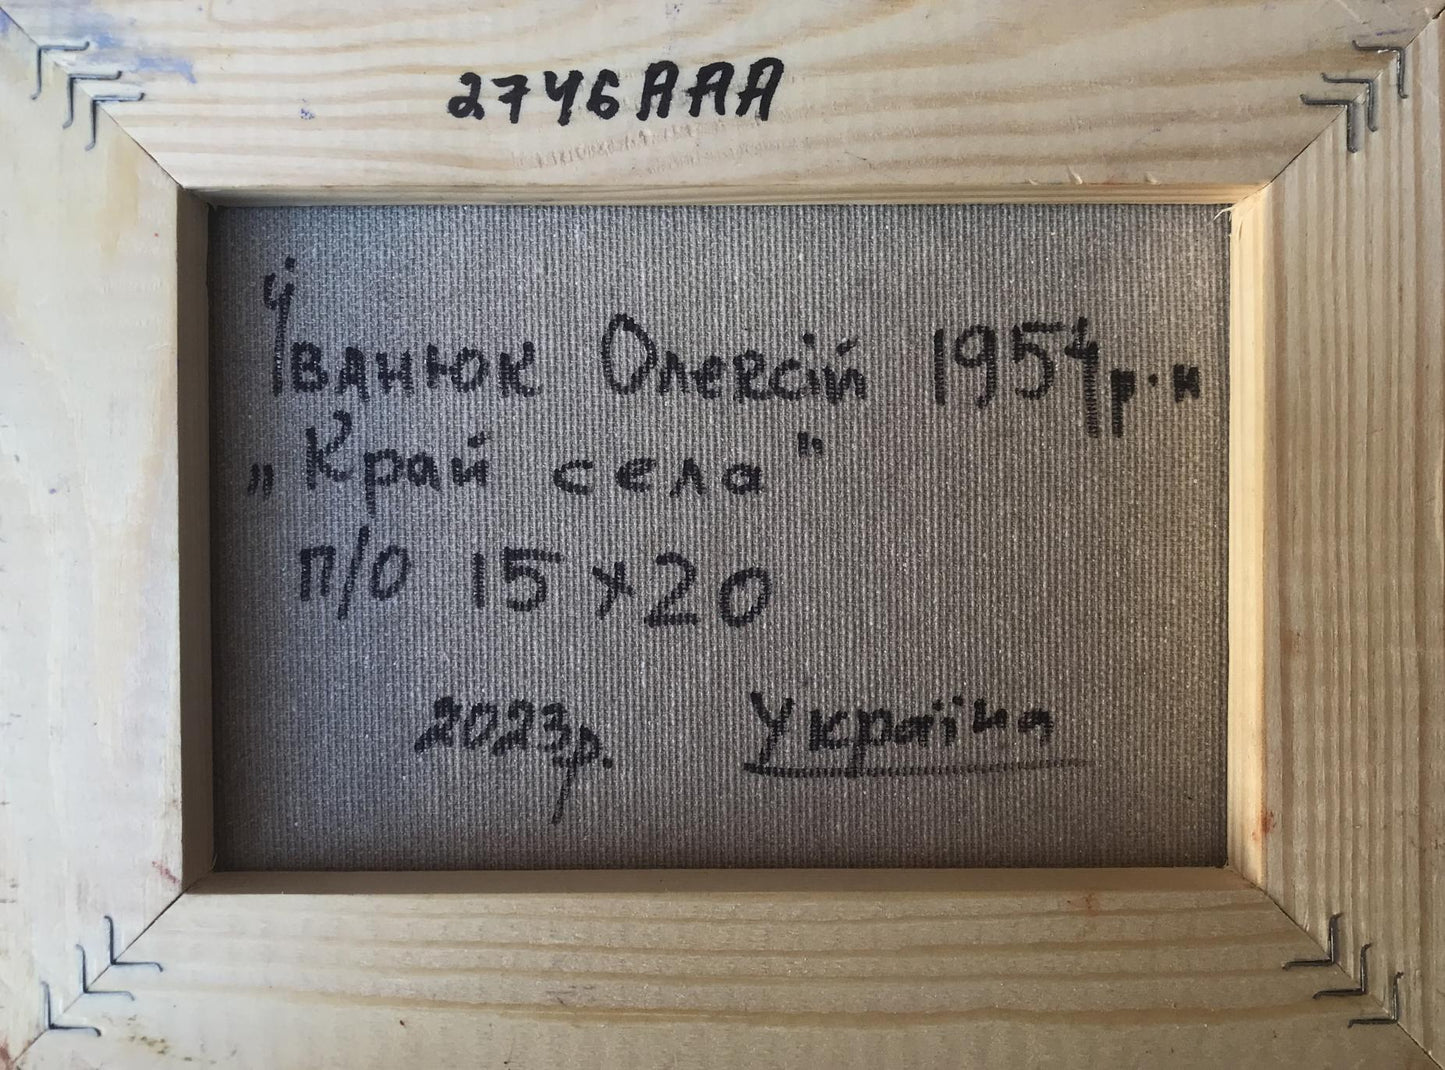 2746AAA
Іванюк Олексій 1954р.н
„Край села"
п/о 15х20
2023р. Україна